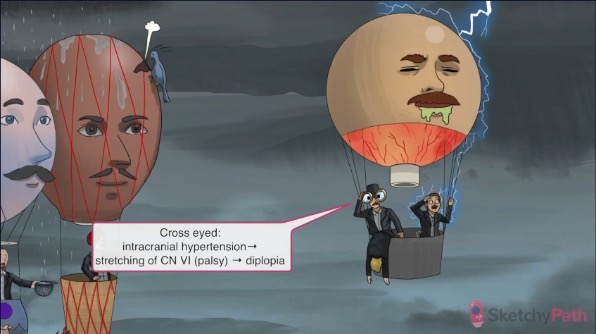 Cross eyed:
intracranial hypertension→
stretching of CN VI (palsy) → diplopia
SketchyPath